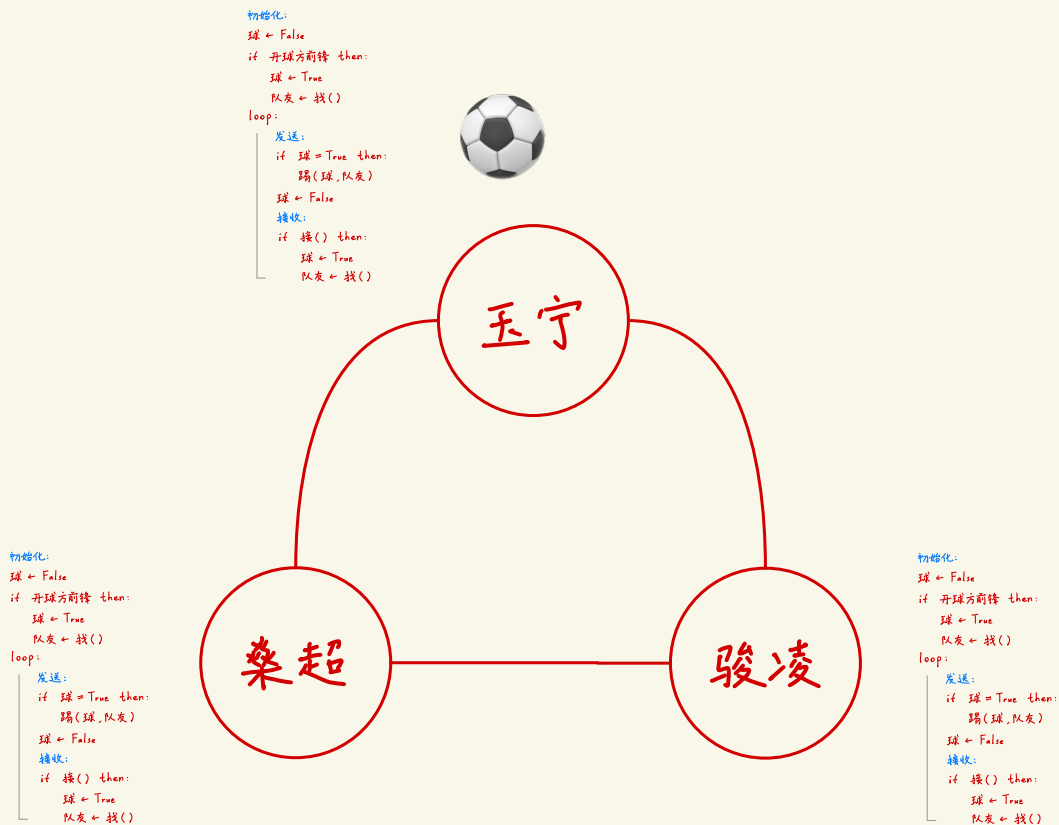 初始化:
球 ← False
if 开球方前锋 then:
球 ← True
队友 ← 找()
loop:
发送:
if 球 = True then:
踢(球,队友)
球 ← False
接收:
if 接() then:
球 ← True
队友 ← 找()
玉宁
初始化:
球 ← False
if 开球方前锋 then:
球 ← True
队友 ← 找()
loop:
发送:
if 球 = True then:
踢(球,队友)
球 ← False
接收:
if 接() then:
球 ← True
队友 ← 找()
燊超
骏凌
初始化:
球 ← False
if 开球方前锋 then:
球 ← True
队友 ← 找()
loop:
发送:
if 球 = True then:
踢(球,队友)
球 ← False
接收:
if 接() then:
球 ← True
队友 ← 找()